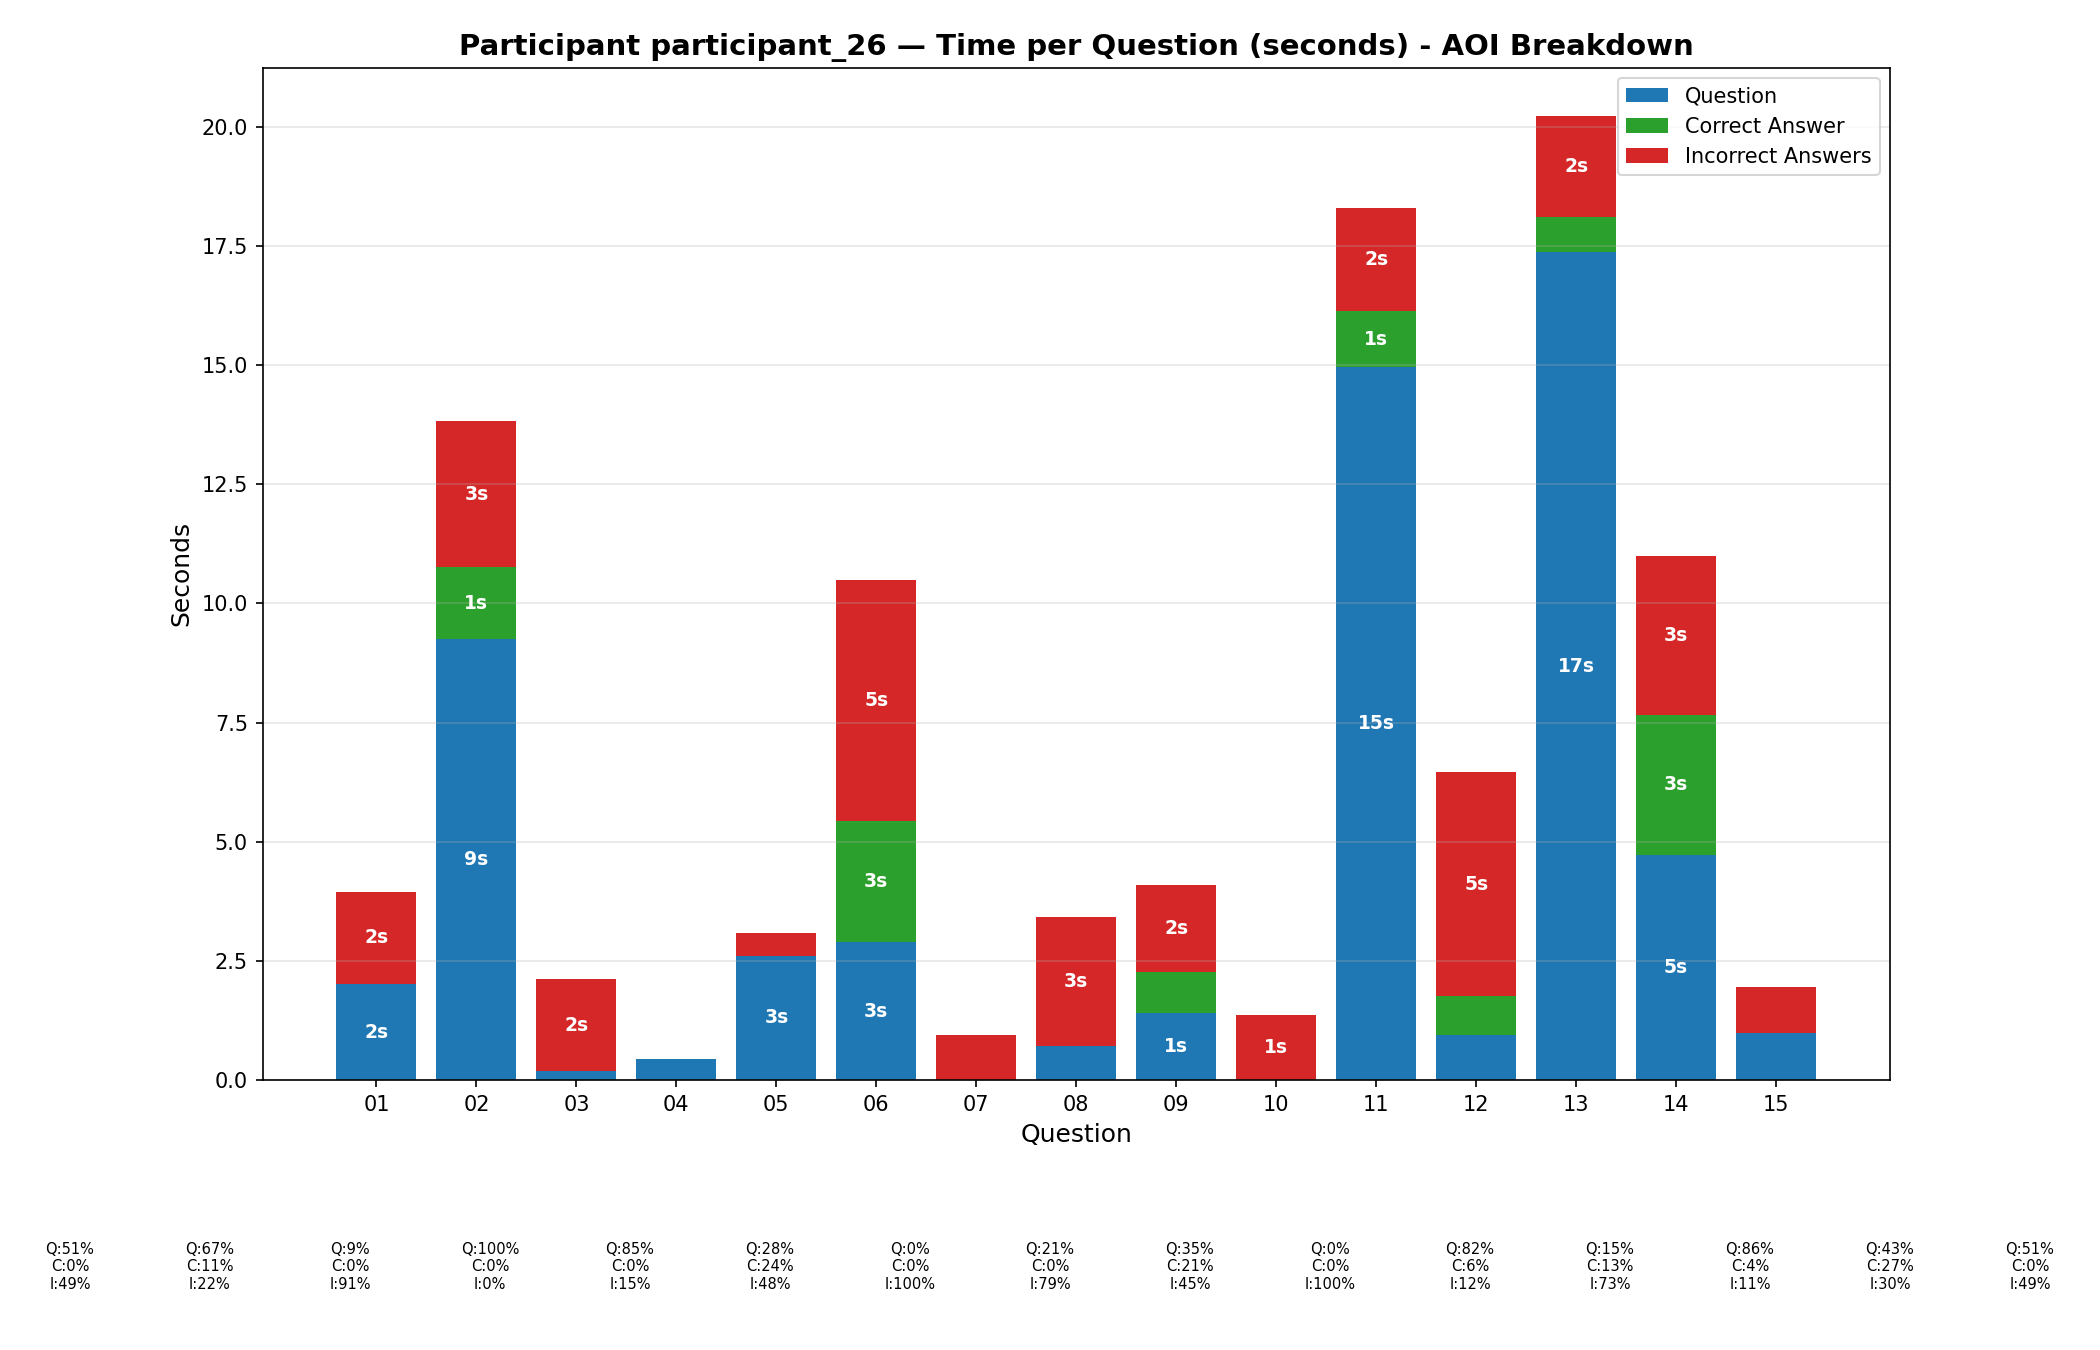 Participant participant_26 — Time per Question (seconds) - AOI Breakdown
Question
Correct Answer
Incorrect Answers
20.0
17.5
15.0
12.5
10.0
7.5
5.0
2.5
0.0
Seconds
2s
2s
3s
1s
9s
2s
3s
5s
3s
3s
3s
2s
1s
1s
2s
1s
15s
5s
2s
17s
3s
3s
5s
01 02 03 04 05 06 07 08 09 10 11 12 13 14 15
Question
Q:51% Q:67% Q:9% Q:100% Q:85% Q:28% Q:0% Q:21% Q:35% Q:0% Q:82% Q:15% Q:86% Q:43% Q:51%
C:0% C:11% C:0% C:0% C:0% C:24% C:0% C:0% C:21% C:0% C:6% C:13% C:4% C:27% C:0%
I:49% I:22% I:91% I:0% I:15% I:48% I:100% I:79% I:45% I:100% I:12% I:73% I:11% I:30% I:49%